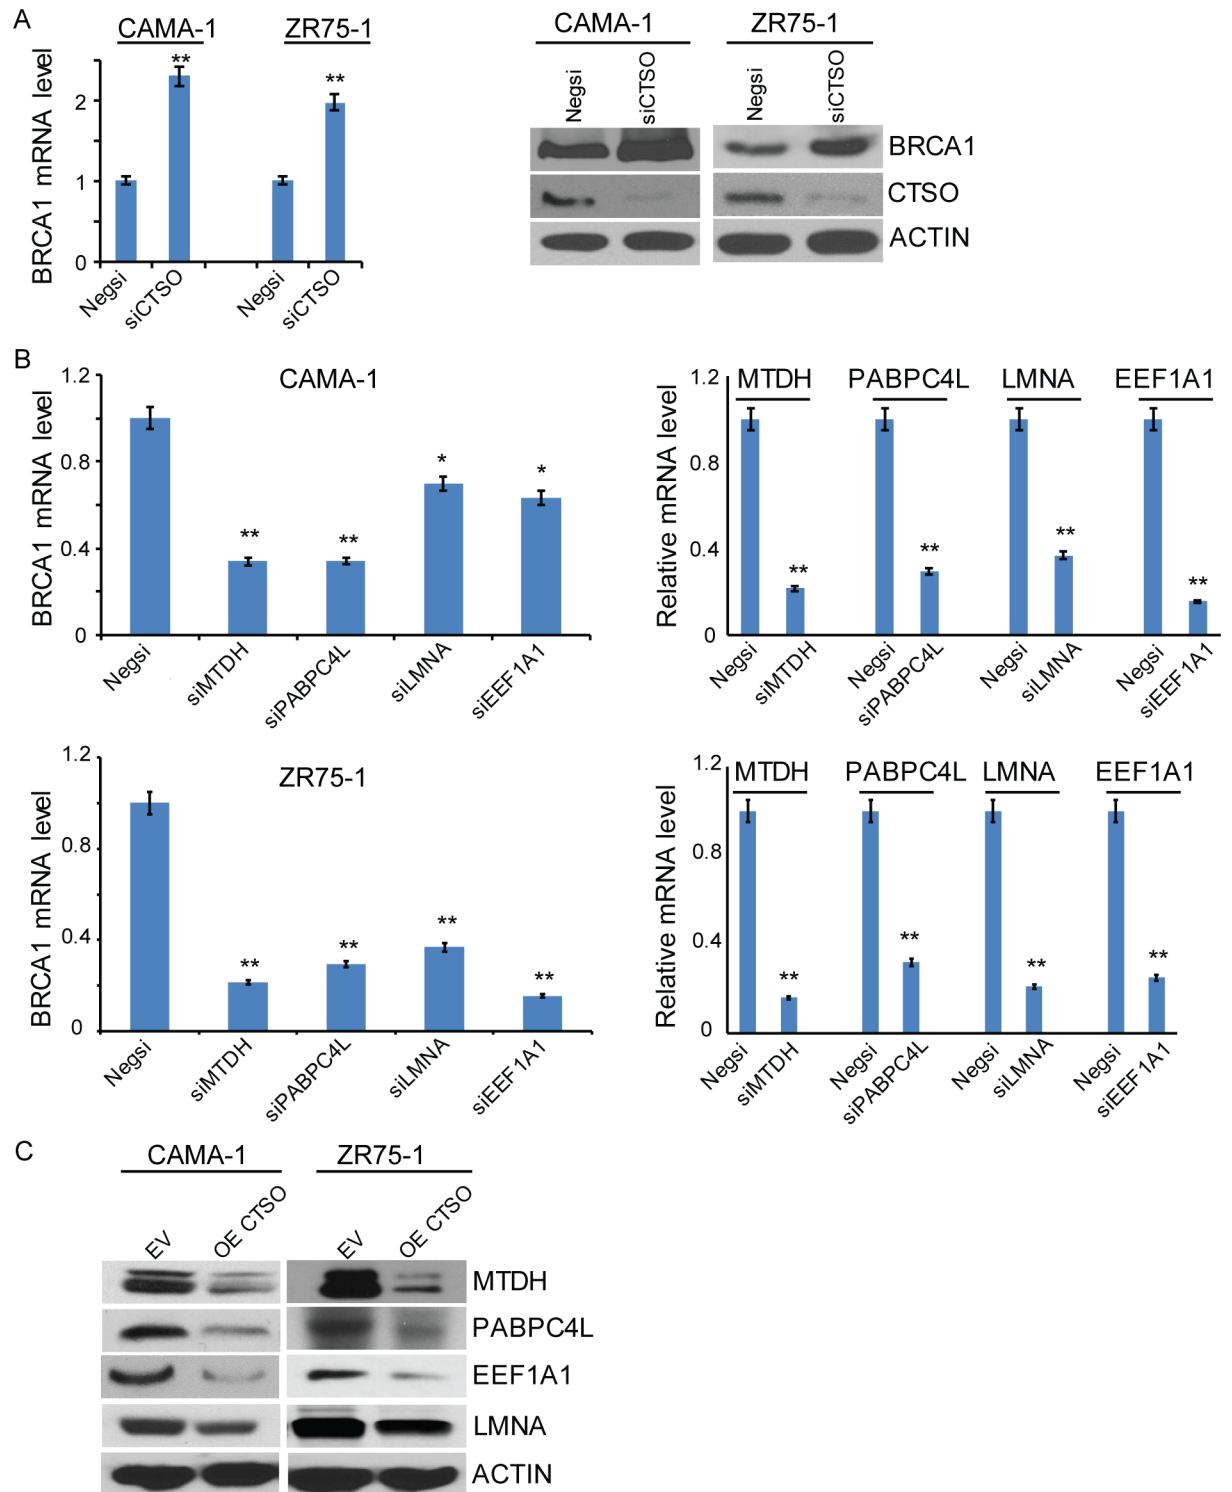 A
CAMA-1 ZR75-1
** **
BRCA1 mRNA level
2
1
0
Negsi siCTSO Negsi siCTSO
CAMA-1 ZR75-1
Negsi siCTSO Negsi siCTSO
BRCA1
CTSO
ACTIN
B
CAMA-1
BRCA1 mRNA level
1.2
0.8
0.4
0
** ** * *
Negsi siMTDH siPABPC4L siLMNA siEEF1A1
MTDH PABPC4L LMNA EEF1A1
Relative mRNA level
1.2
0.8
0.4
0
** ** ** **
Negsi siMTDH Negsi siPABPC4L Negsi siLMNA Negsi siEEF1A1
ZR75-1
BRCA1 mRNA level
1.2
0.8
0.4
0
** ** ** **
Negsi siMTDH siPABPC4L siLMNA siEEF1A1
MTDH PABPC4L LMNA EEF1A1
Relative mRNA level
1.2
0.8
0.4
0
** ** ** **
Negsi siMTDH Negsi siPABPC4L Negsi siLMNA Negsi siEEF1A1
C
CAMA-1 ZR75-1
EV OE CTSO EV OE CTSO
MTDH
PABPC4L
EEF1A1
LMNA
ACTIN